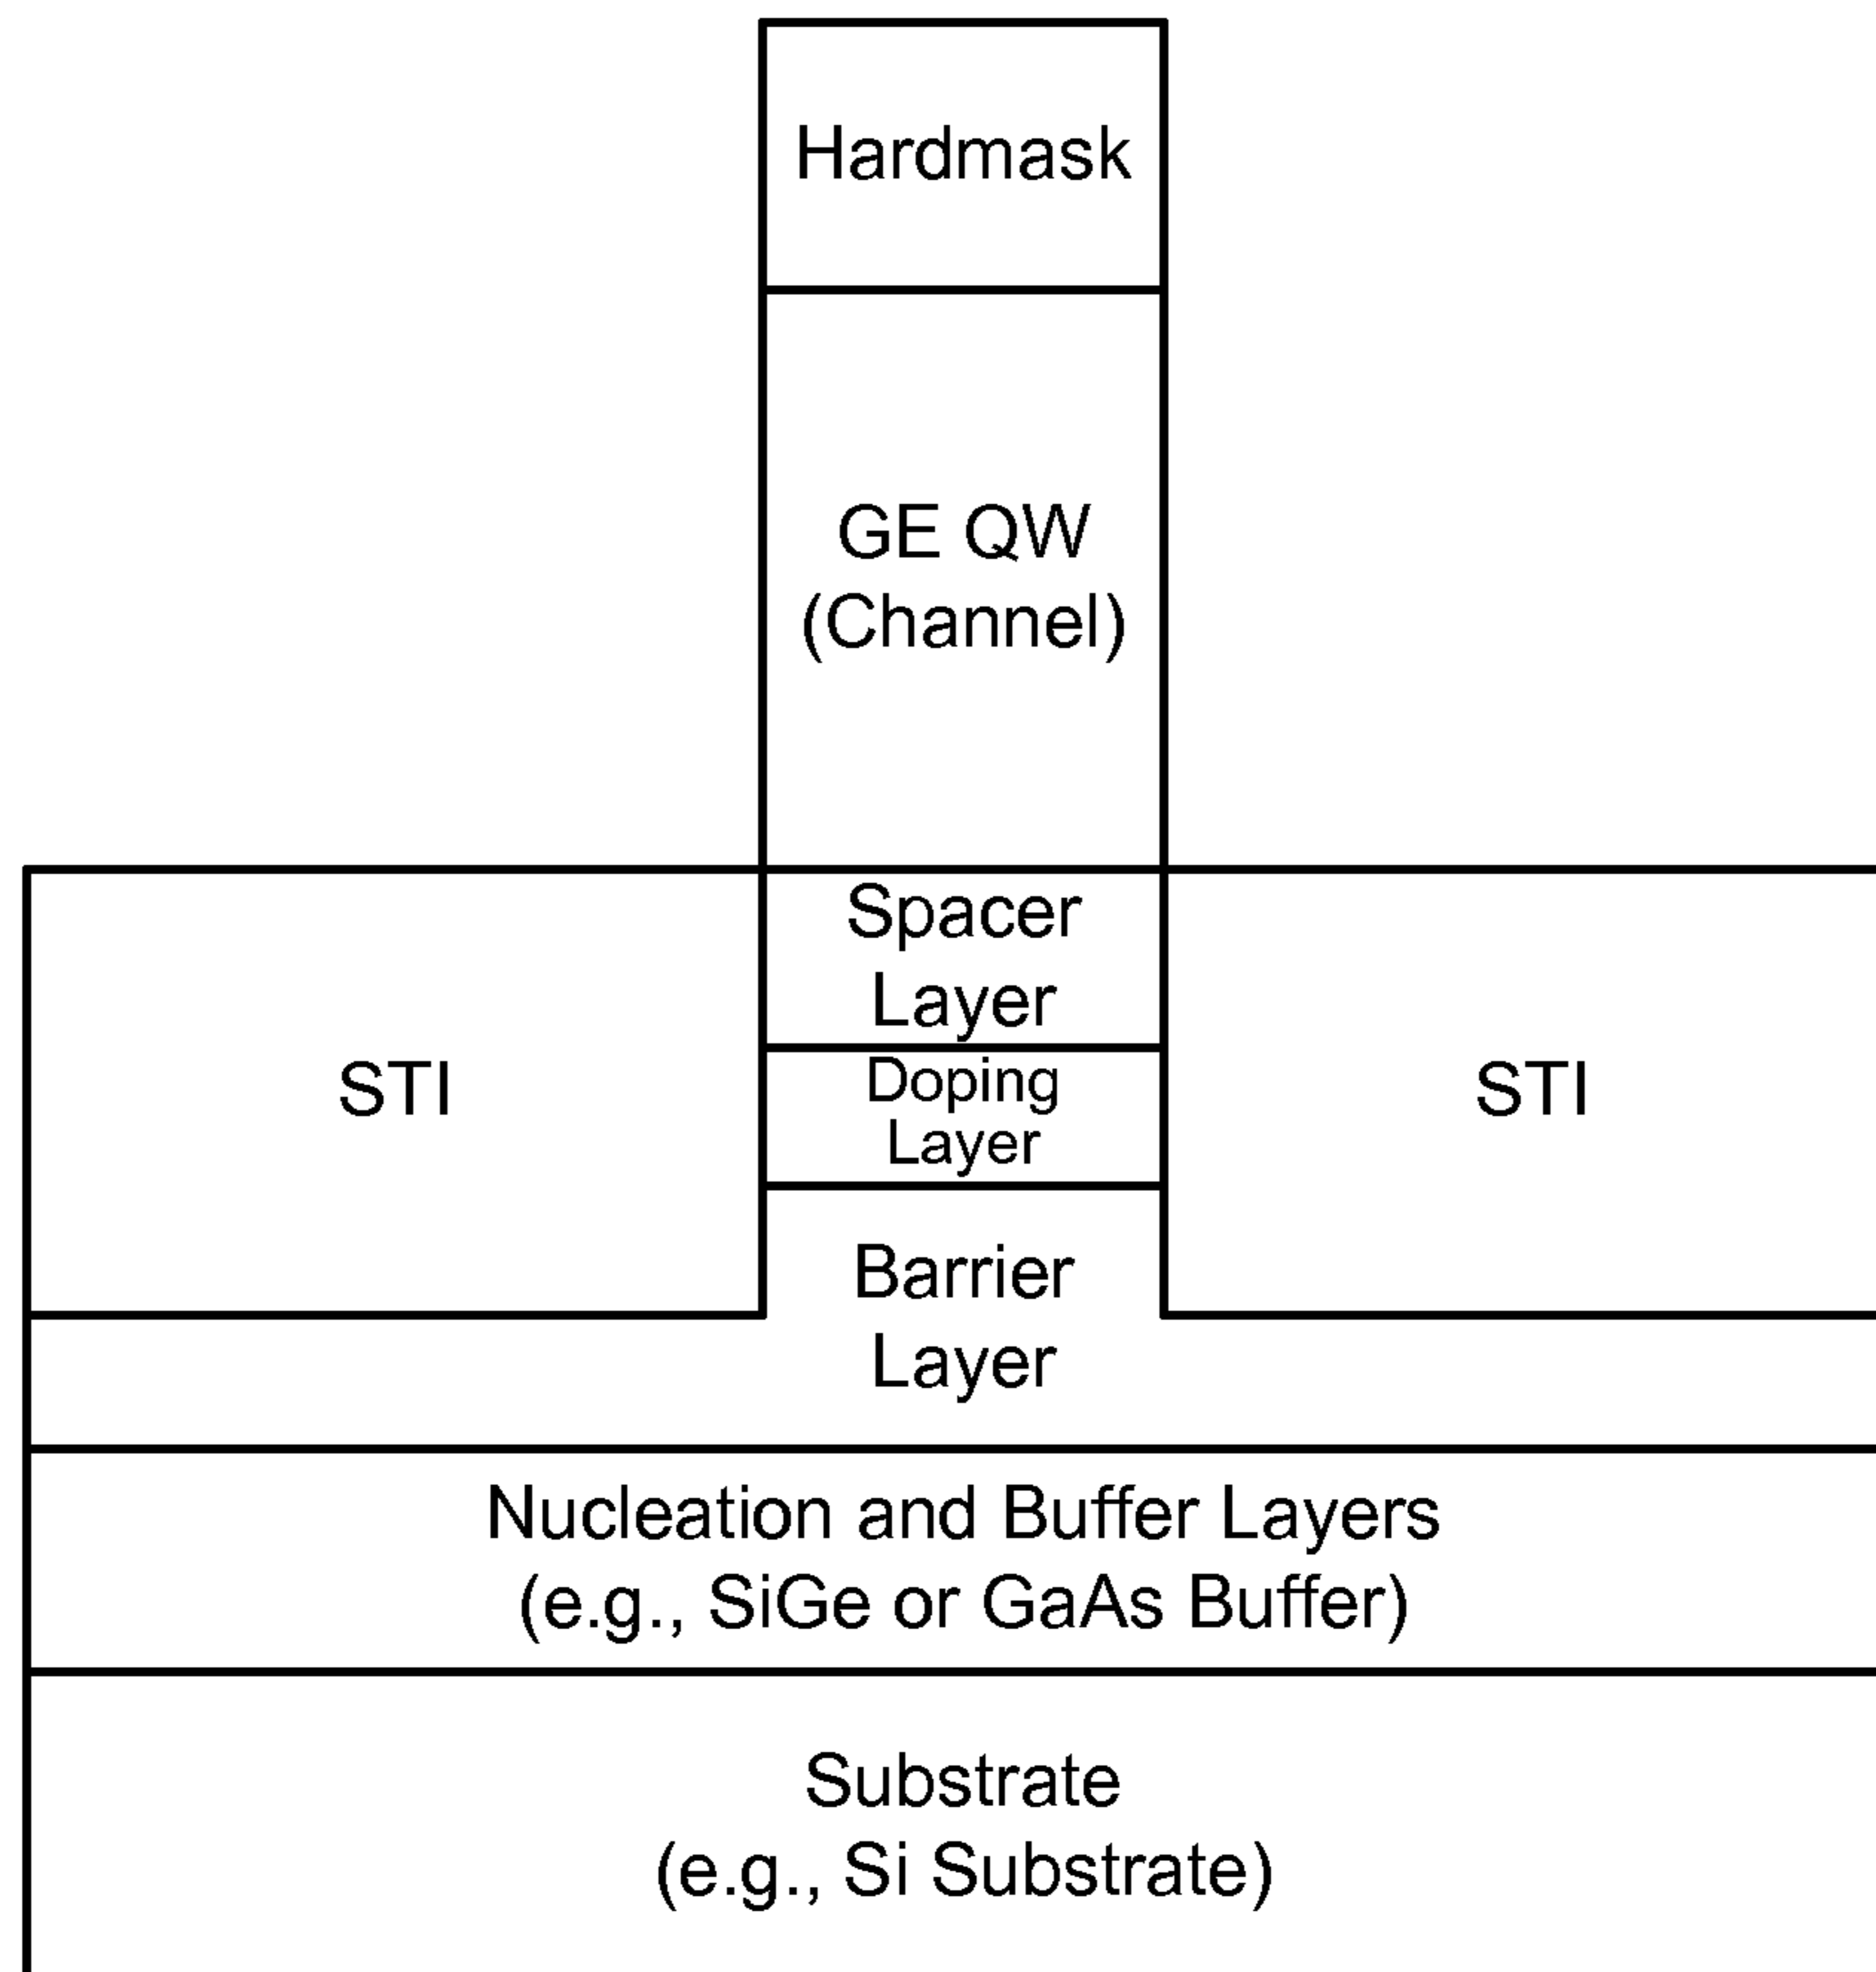 Hardmask
GE QW
(Channel)
Spacer
Layer
STI
Doping
Layer
STI
Barrier
Layer
Nucleation and Buffer Layers
(e.g., SiGe or GaAs Buffer)
Substrate
(e.g., Si Substrate)